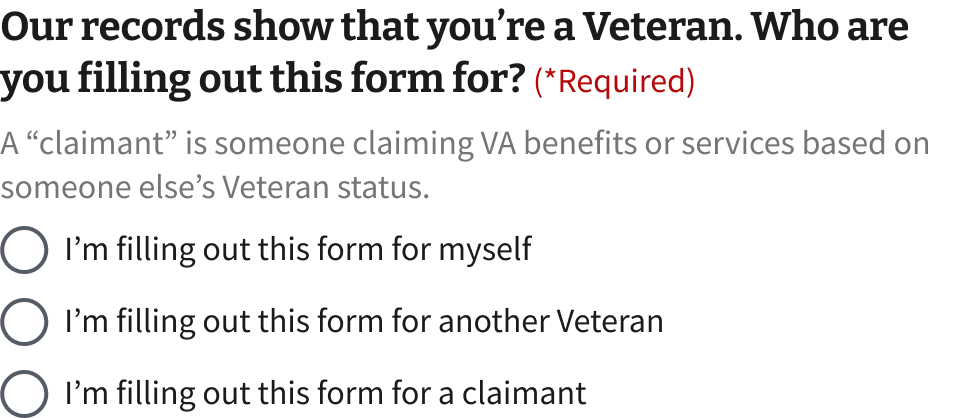 Our records show that you’re a Veteran. Who are
you filling out this form for? (*Required)
A “claimant” is someone claiming VA benefits or services based on
someone else’s Veteran status.
I’m filling out this form for myself
I’m filling out this form for another Veteran
I’m filling out this form for a claimant